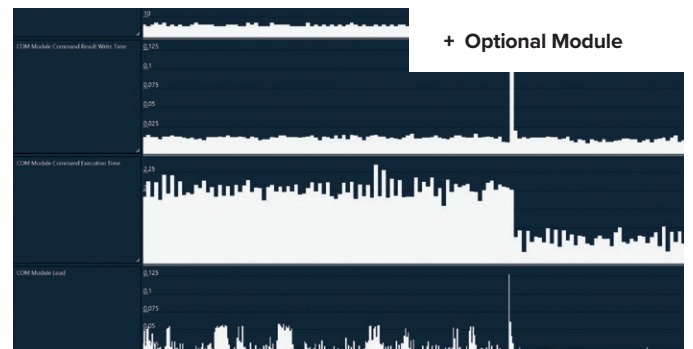 10
+ Optional Module
COM Module Command Result Write Time
0,125
0,1
0,075
0,05
0,025
COM Module Command Execution Time
2,25
COM Module Load
0,125
0,1
0,075
0,05